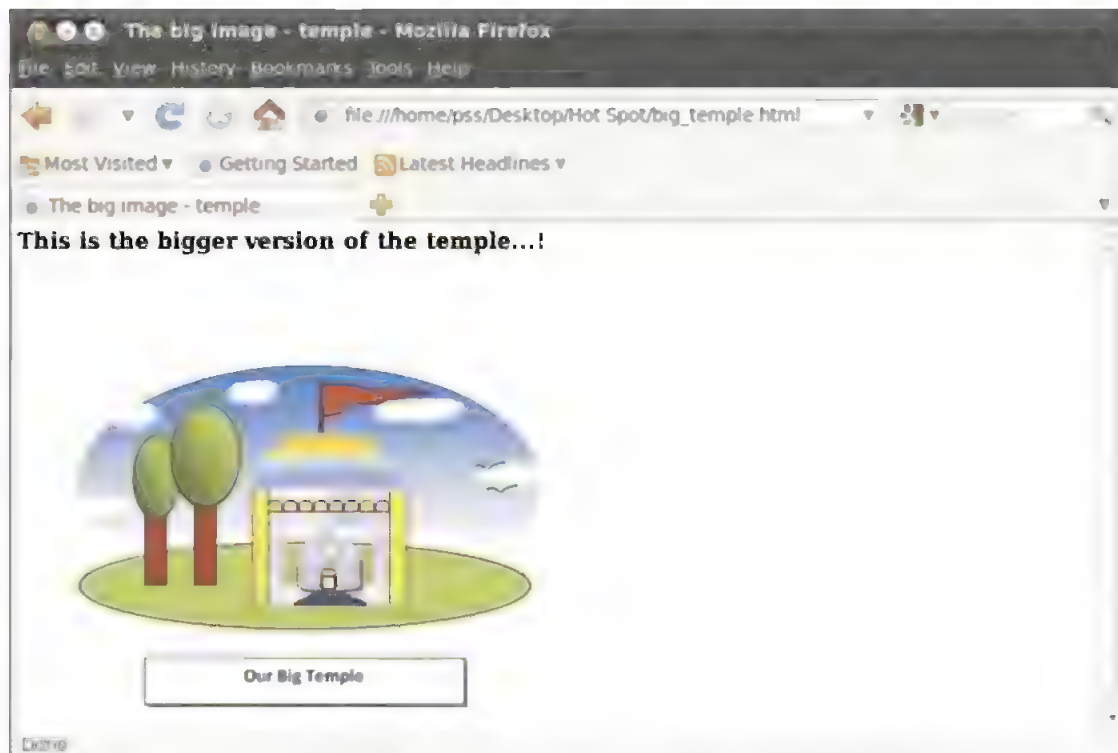 The big image - temple - Mozilla Firefox
File Edit View History Bookmarks Tools Help
file:///home/pss/Desktop/Hot Spot/big_temple.html
Most Visited Getting Started Latest Headlines
The big image - temple
This is the bigger version of the temple...!
Our Big Temple
Done